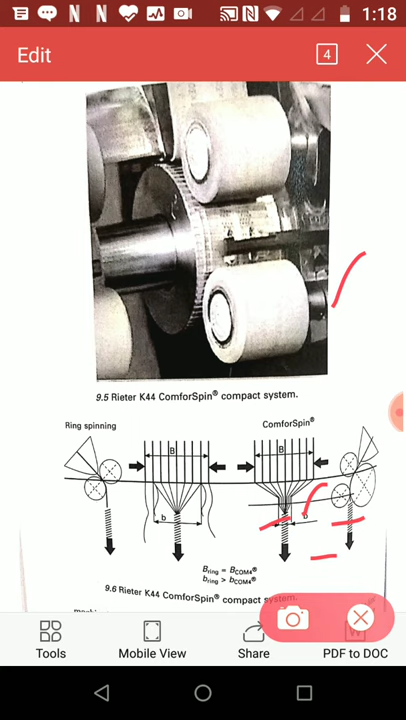 1:18
Edit
4
9.5 Rieter K44 ComforSpin® compact system.
Ring spinning
ComforSpin®
B
B
b
b
Bring = BCOM4®
bring > bCOM4®
9.6 Rieter K44 ComforSpin® compact system.
Tools
Mobile View
Share
W
PDF to DOC